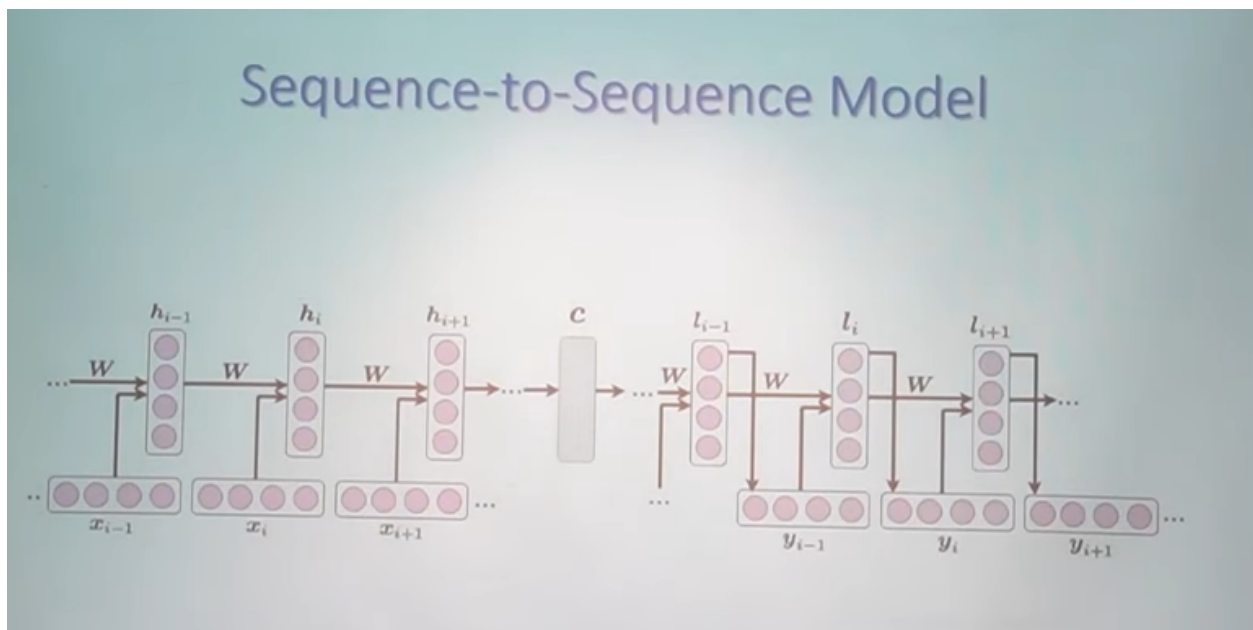 Sequence-to-Sequence Model
h_{i-1} h_i h_{i+1} c l_{i-1} l_i l_{i+1}
... W W W ... ... W W W ...
.. ... ... ...
x_{i-1} x_i x_{i+1} y_{i-1} y_i y_{i+1}